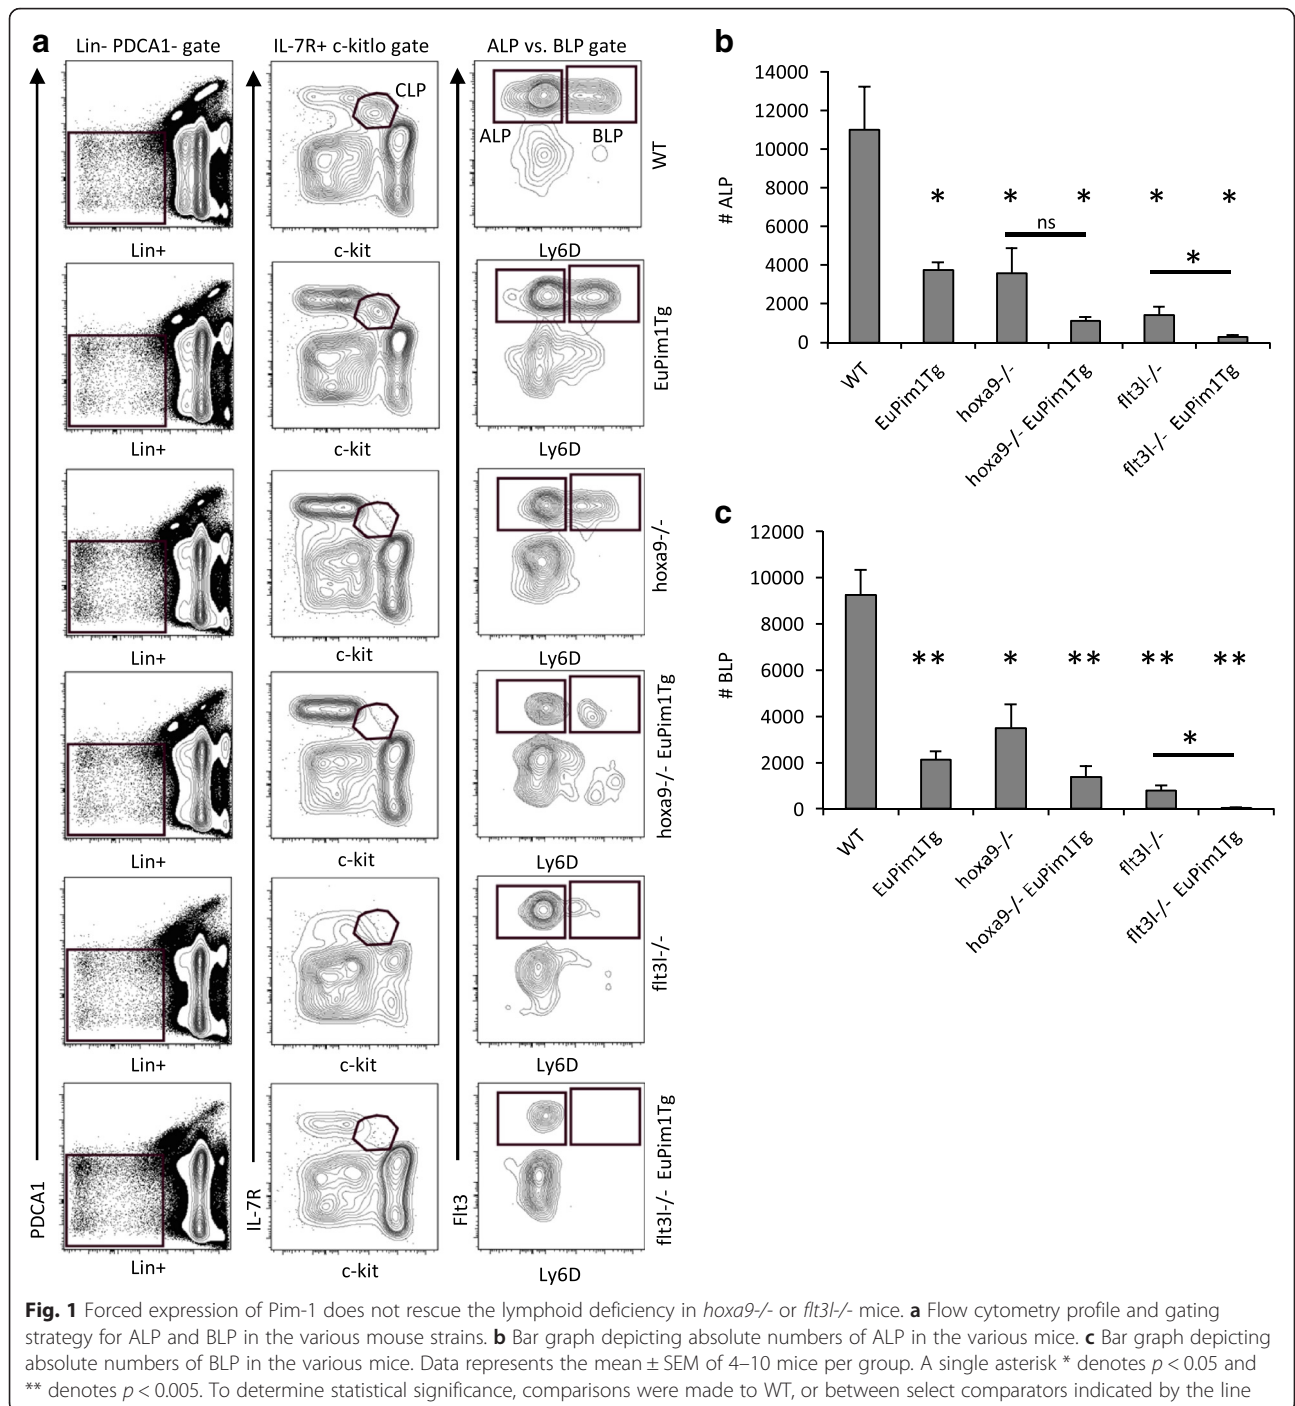 a
Lin- PDCA1- gate
IL-7R+ c-kitlo gate
ALP vs. BLP gate
CLP
ALP
BLP
WT
Lin+
c-kit
Ly6D
EuPim1Tg
Lin+
c-kit
Ly6D
hoxa9-/-
Lin+
c-kit
Ly6D
hoxa9-/- EuPim1Tg
Lin+
c-kit
Ly6D
flt3l-/-
Lin+
c-kit
Ly6D
flt3l-/- EuPim1Tg
PDCA1
IL-7R
Flt3
Lin+
c-kit
Ly6D
b
# ALP
14000
12000
10000
8000
6000
4000
2000
0
* * * * *
ns
*
WT
EuPim1Tg
hoxa9-/-
hoxa9-/- EuPim1Tg
flt3l-/-
flt3l-/- EuPim1Tg
c
# BLP
12000
10000
8000
6000
4000
2000
0
** * ** ** **
*
WT
EuPim1Tg
hoxa9-/-
hoxa9-/- EuPim1Tg
flt3l-/-
flt3l-/- EuPim1Tg
Fig. 1 Forced expression of Pim-1 does not rescue the lymphoid deficiency in hoxa9-/- or flt3l-/- mice. a Flow cytometry profile and gating
strategy for ALP and BLP in the various mouse strains. b Bar graph depicting absolute numbers of ALP in the various mice. c Bar graph depicting
absolute numbers of BLP in the various mice. Data represents the mean ± SEM of 4–10 mice per group. A single asterisk * denotes p < 0.05 and
** denotes p < 0.005. To determine statistical significance, comparisons were made to WT, or between select comparators indicated by the line